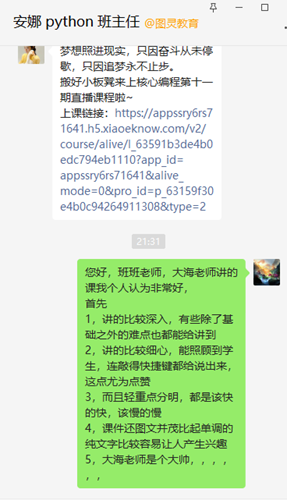 安娜 python 班主任 @图灵教育
梦想照进现实，只因奋斗从未停
歇，只因追梦永不止步。
搬好小板凳来上核心编程第十一
期直播课程啦~
上课链接：https://appssry6rs7
1641.h5.xiaoeknow.com/v2/
course/alive/l_63591b3de4b0
edc794eb1110?app_id=
appssry6rs71641&alive_
mode=0&pro_id=p_63159f30
e4b0c94264911308&type=2
21:31
您好，班班老师，大海老师讲的
课我个人认为非常好，
首先
1，讲的比较深入，有些除了基
础之外的难点也都能给讲到
2，讲的比较细心，能照顾到学
生，连敲得快捷键都给说出来，
这点尤为点赞
3，而且轻重点分明，都是该快
的快，该慢的慢
4，课件还图文并茂比起单调的
纯文字比较容易让人产生兴趣
5，大海老师是个大帅，，，，
，，